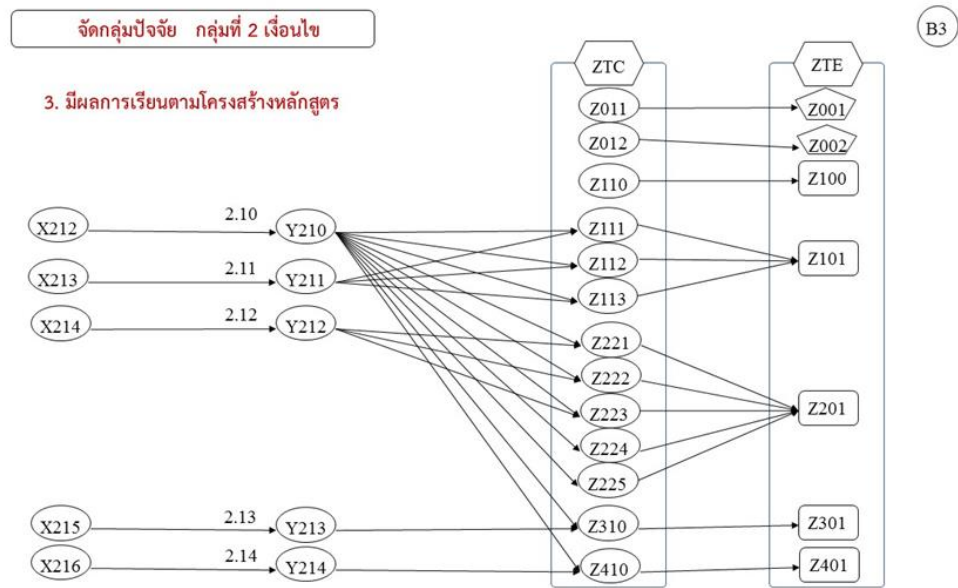 จัดกลุ่มปัจจัย กลุ่มที่ 2 เงื่อนไข
B3
ZTC ZTE
3. มีผลการเรียนตามโครงสร้างหลักสูตร
Z011 Z001
Z012 Z002
Z110 Z100
X212 2.10 Y210 Z111
Z112 Z101
X213 2.11 Y211
Z113
X214 2.12 Y212
Z221
Z222
Z223 Z201
Z224
Z225
X215 2.13 Y213 Z310 Z301
X216 2.14 Y214 Z410 Z401